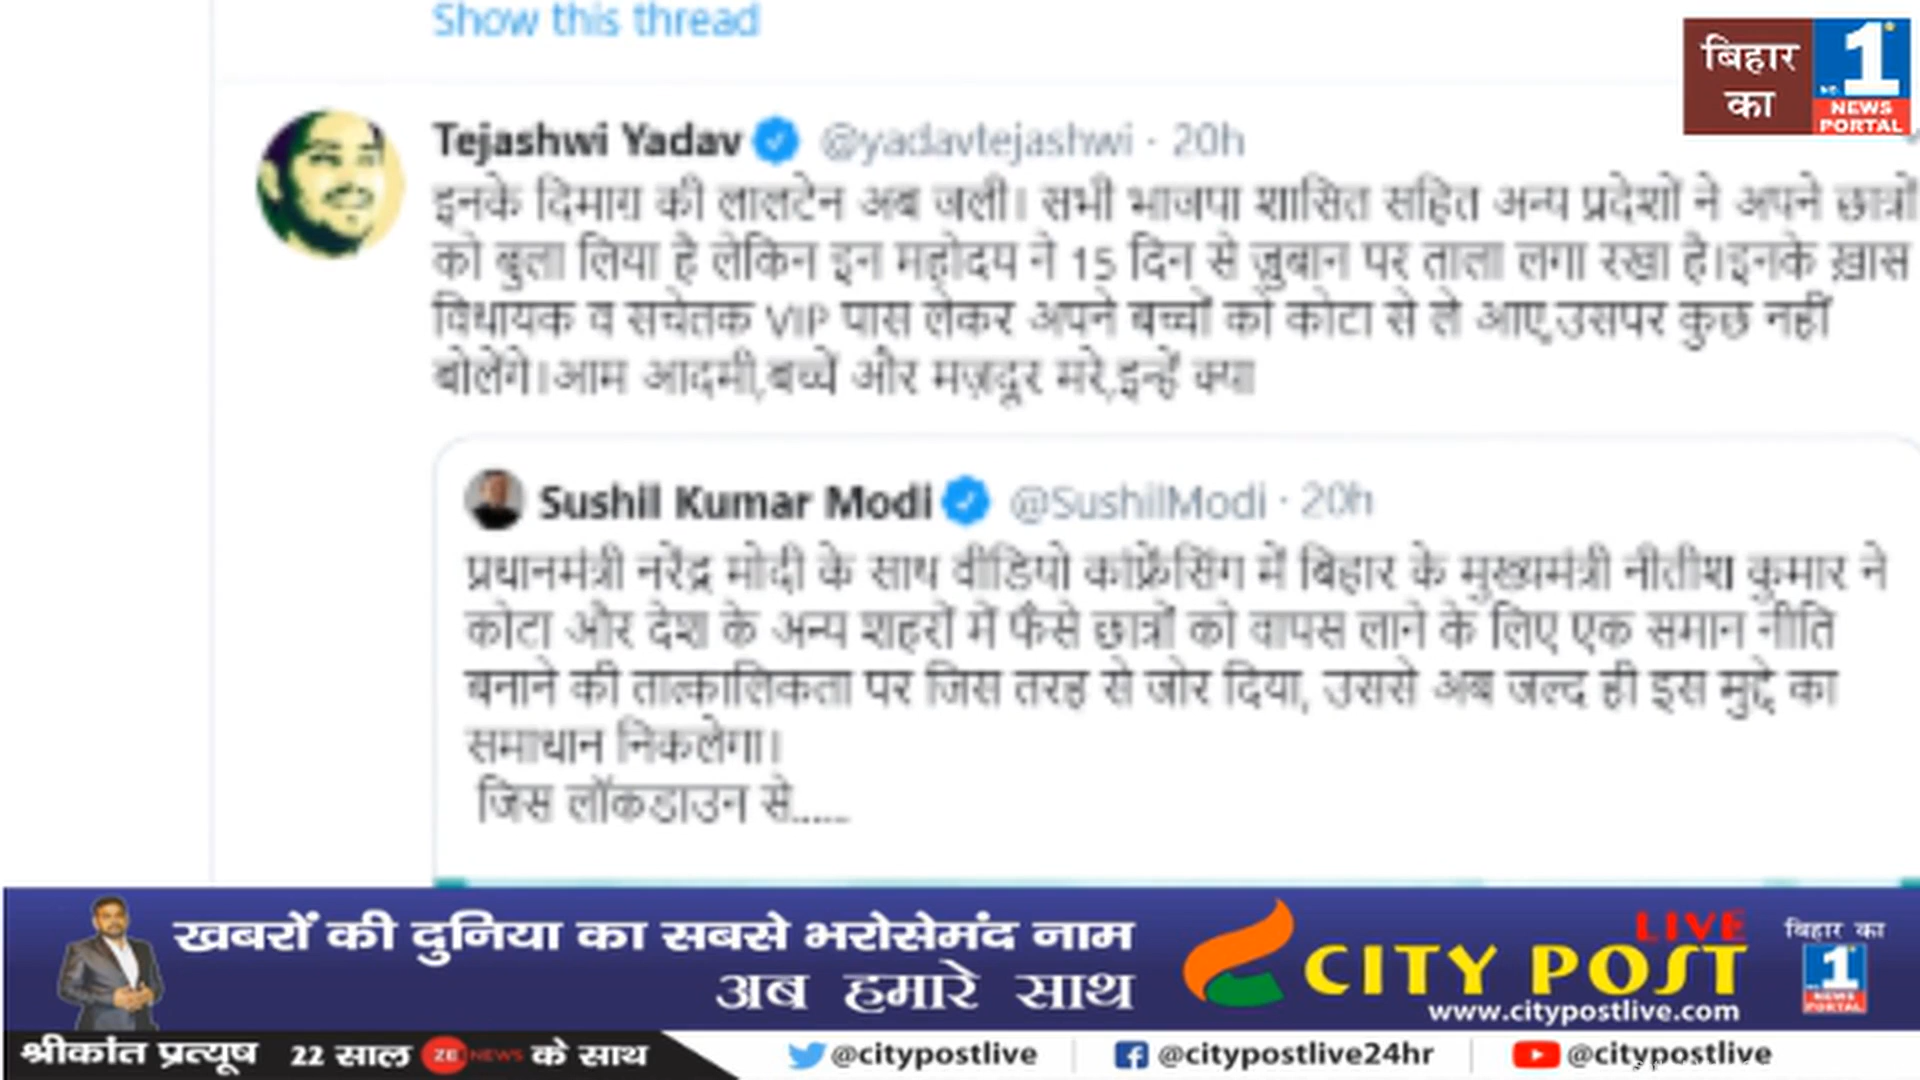 Show this thread
बिहार का
NO. 1
NEWS PORTAL
Tejashwi Yadav @yadavtejashwi · 20h
इनके दिमाग़ की लालटेन अब जली। सभी भाजपा शासित सहित अन्य प्रदेशों ने अपने छात्रों
को बुला लिया है लेकिन इन महोदय ने 15 दिन से ज़ुबान पर ताला लगा रखा है।इनके ख़ास
विधायक व सचेतक VIP पास लेकर अपने बच्चों को कोटा से ले आए,उसपर कुछ नहीं
बोलेंगे।आम आदमी,बच्चें और मज़दूर मरे,इन्हें क्या
Sushil Kumar Modi @SushilModi · 20h
प्रधानमंत्री नरेंद्र मोदी के साथ वीडियो कांफ्रेंसिंग में बिहार के मुख्यमंत्री नीतीश कुमार ने
कोटा और देश के अन्य शहरों में फँसे छात्रों को वापस लाने के लिए एक समान नीति
बनाने की तात्कालिकता पर जिस तरह से जोर दिया, उससे अब जल्द ही इस मुद्दे का
समाधान निकलेगा।
जिस लॉकडाउन से.....
खबरों की दुनिया का सबसे भरोसेमंद नाम
अब हमारे साथ
LIVE
CITY POST
www.citypostlive.com
बिहार का
NO. 1
NEWS PORTAL
श्रीकांत प्रत्यूष 22 साल ZEE NEWS के साथ
@citypostlive
@citypostlive24hr
@citypostlive